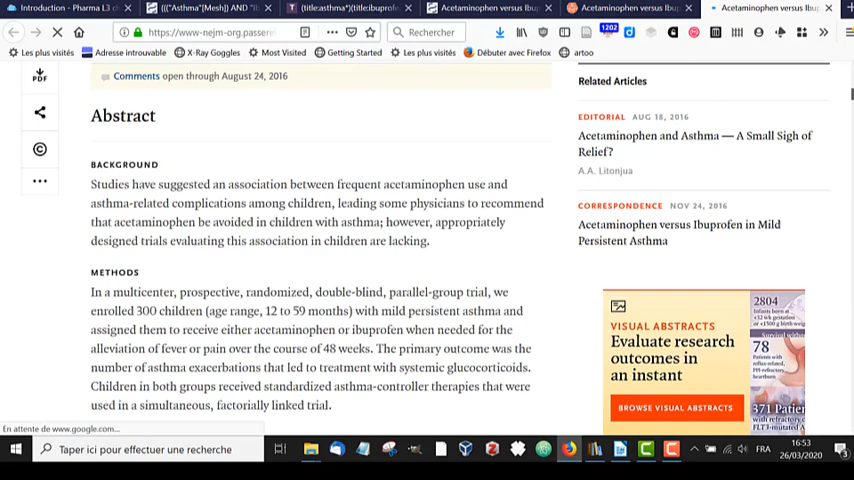 Introduction - Pharma L3 c
((("Asthma"[Mesh]) AND "Ib
(title:asthma*)(title:ibuprofe
Acetaminophen versus Ibu
Acetaminophen versus Ibup
Acetaminophen versus Ibup
https://www-nejm-org.passere
Rechercher
1202
Les plus visités
Adresse introuvable
X-Ray Goggles
Most Visited
Getting Started
Les plus visités
Débuter avec Firefox
artoo
PDF
Comments open through August 24, 2016
Abstract
BACKGROUND
Studies have suggested an association between frequent acetaminophen use and
asthma-related complications among children, leading some physicians to recommend
that acetaminophen be avoided in children with asthma; however, appropriately
designed trials evaluating this association in children are lacking.
METHODS
In a multicenter, prospective, randomized, double-blind, parallel-group trial, we
enrolled 300 children (age range, 12 to 59 months) with mild persistent asthma and
assigned them to receive either acetaminophen or ibuprofen when needed for the
alleviation of fever or pain over the course of 48 weeks. The primary outcome was the
number of asthma exacerbations that led to treatment with systemic glucocorticoids.
Children in both groups received standardized asthma-controller therapies that were
used in a simultaneous, factorially linked trial.
Related Articles
EDITORIAL AUG 18, 2016
Acetaminophen and Asthma — A Small Sigh of
Relief?
A.A. Litonjua
CORRESPONDENCE NOV 24, 2016
Acetaminophen versus Ibuprofen in Mild
Persistent Asthma
VISUAL ABSTRACTS
Evaluate research
outcomes in
an instant
BROWSE VISUAL ABSTRACTS
2804
78
371 Patien
En attente de www.google.com...
Taper ici pour effectuer une recherche
FRA
16:53
26/03/2020
3